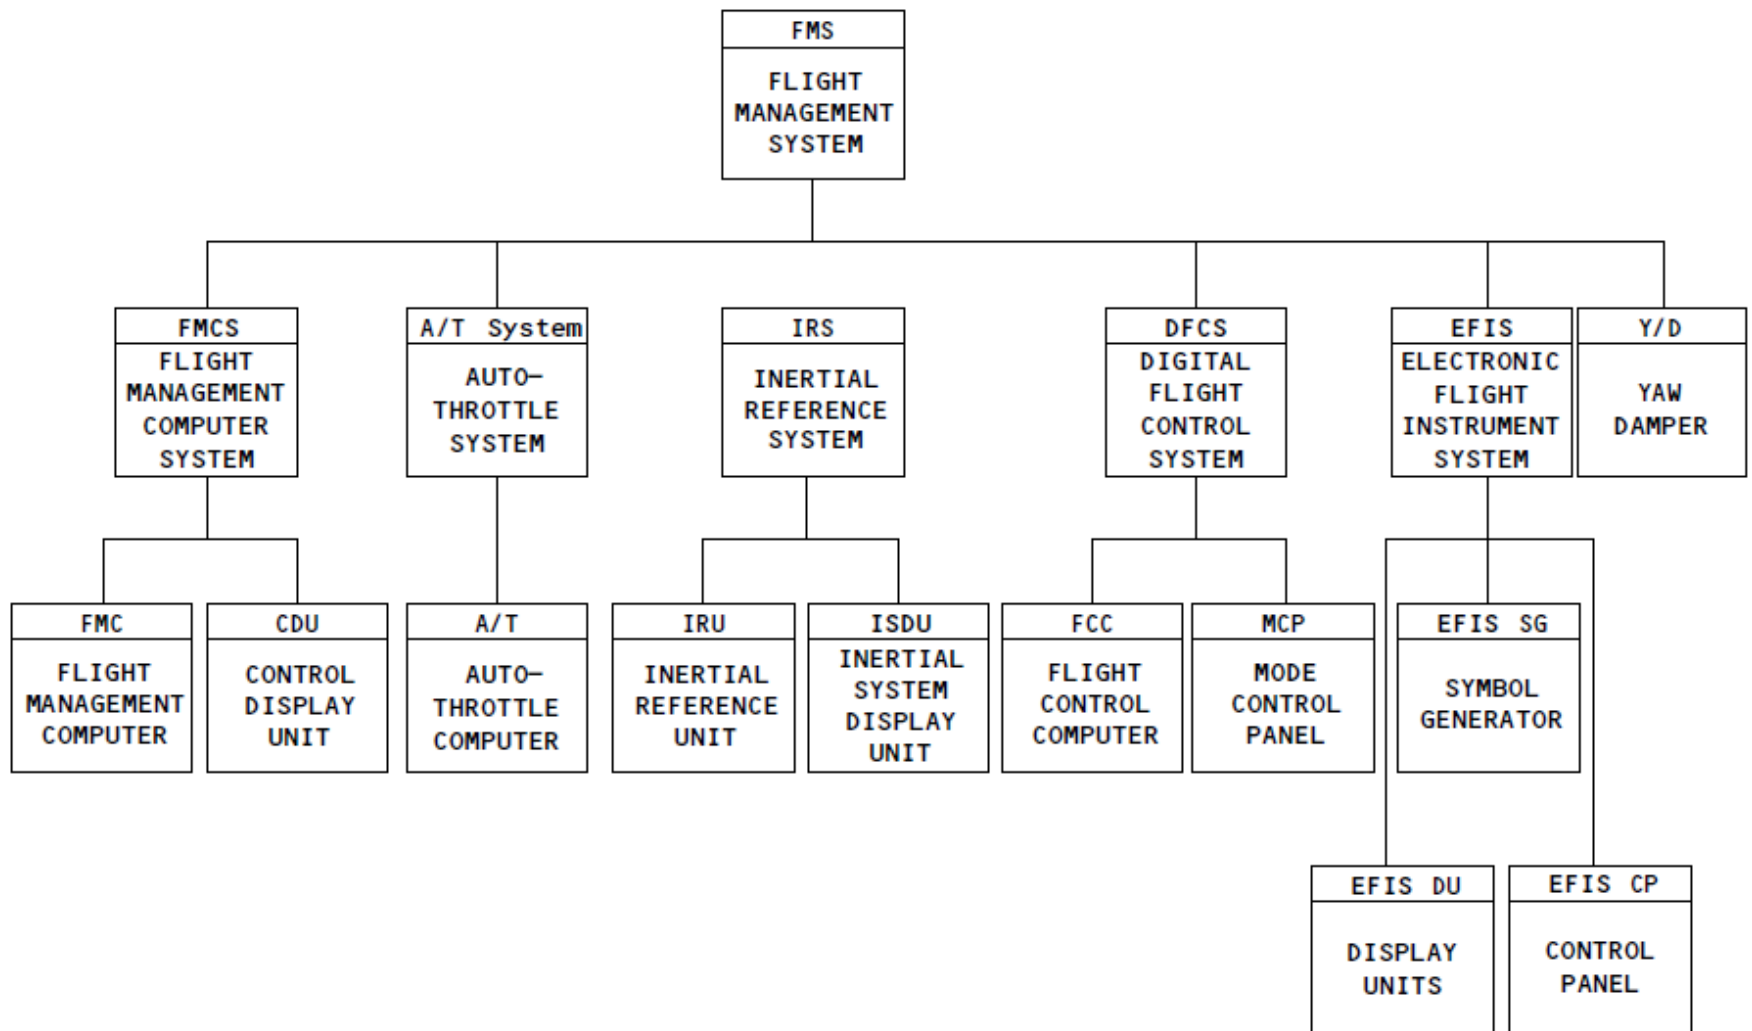 FMS
FLIGHT
MANAGEMENT
SYSTEM
FMCS
FLIGHT
MANAGEMENT
COMPUTER
SYSTEM
A/T System
AUTO-
THROTTLE
SYSTEM
IRS
INERTIAL
REFERENCE
SYSTEM
DFCS
DIGITAL
FLIGHT
CONTROL
SYSTEM
EFIS
ELECTRONIC
FLIGHT
INSTRUMENT
SYSTEM
Y/D
YAW
DAMPER
FMC
FLIGHT
MANAGEMENT
COMPUTER
CDU
CONTROL
DISPLAY
UNIT
A/T
AUTO-
THROTTLE
COMPUTER
IRU
INERTIAL
REFERENCE
UNIT
ISDU
INERTIAL
SYSTEM
DISPLAY
UNIT
FCC
FLIGHT
CONTROL
COMPUTER
MCP
MODE
CONTROL
PANEL
EFIS SG
SYMBOL
GENERATOR
EFIS DU
DISPLAY
UNITS
EFIS CP
CONTROL
PANEL